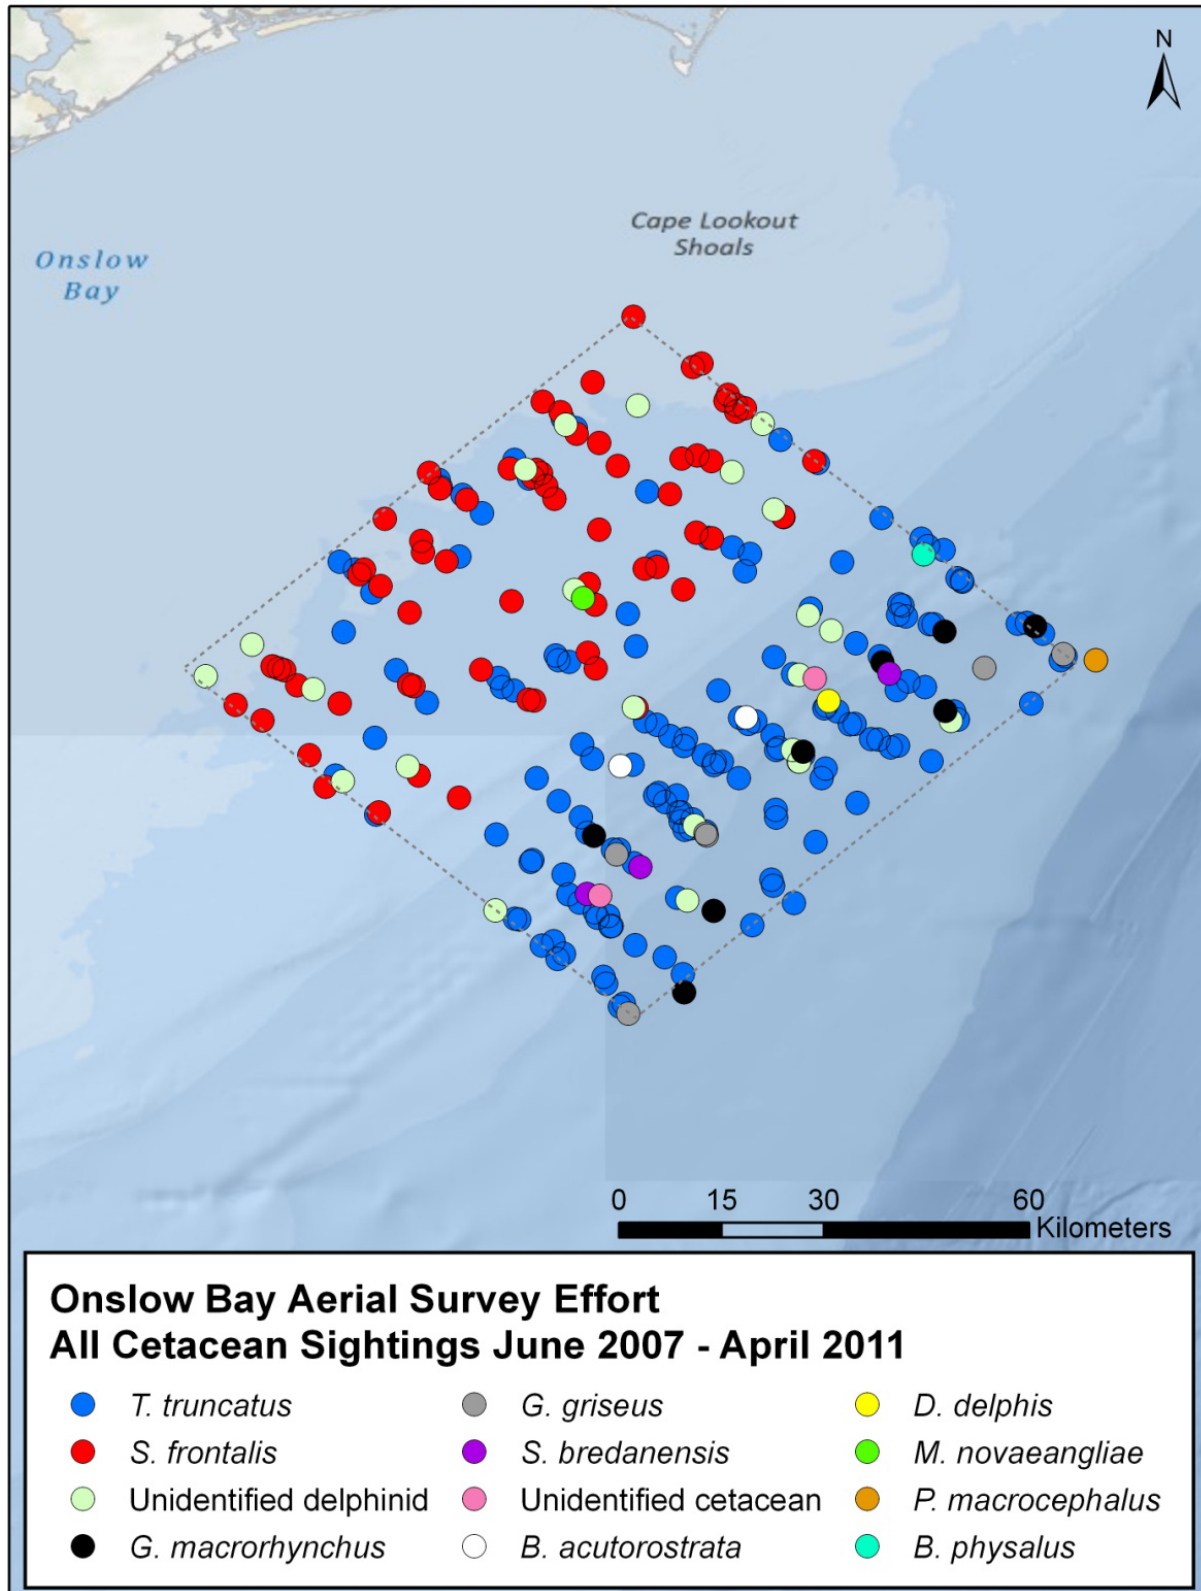 N
Cape Lookout
Shoals
Onslow
Bay
0 15 30 60
Kilometers
Onslow Bay Aerial Survey Effort
All Cetacean Sightings June 2007 - April 2011
T. truncatus
S. frontalis
Unidentified delphinid
G. macrorhynchus
G. griseus
S. bredanensis
Unidentified cetacean
B. acutorostrata
D. delphis
M. novaeangliae
P. macrocephalus
B. physalus